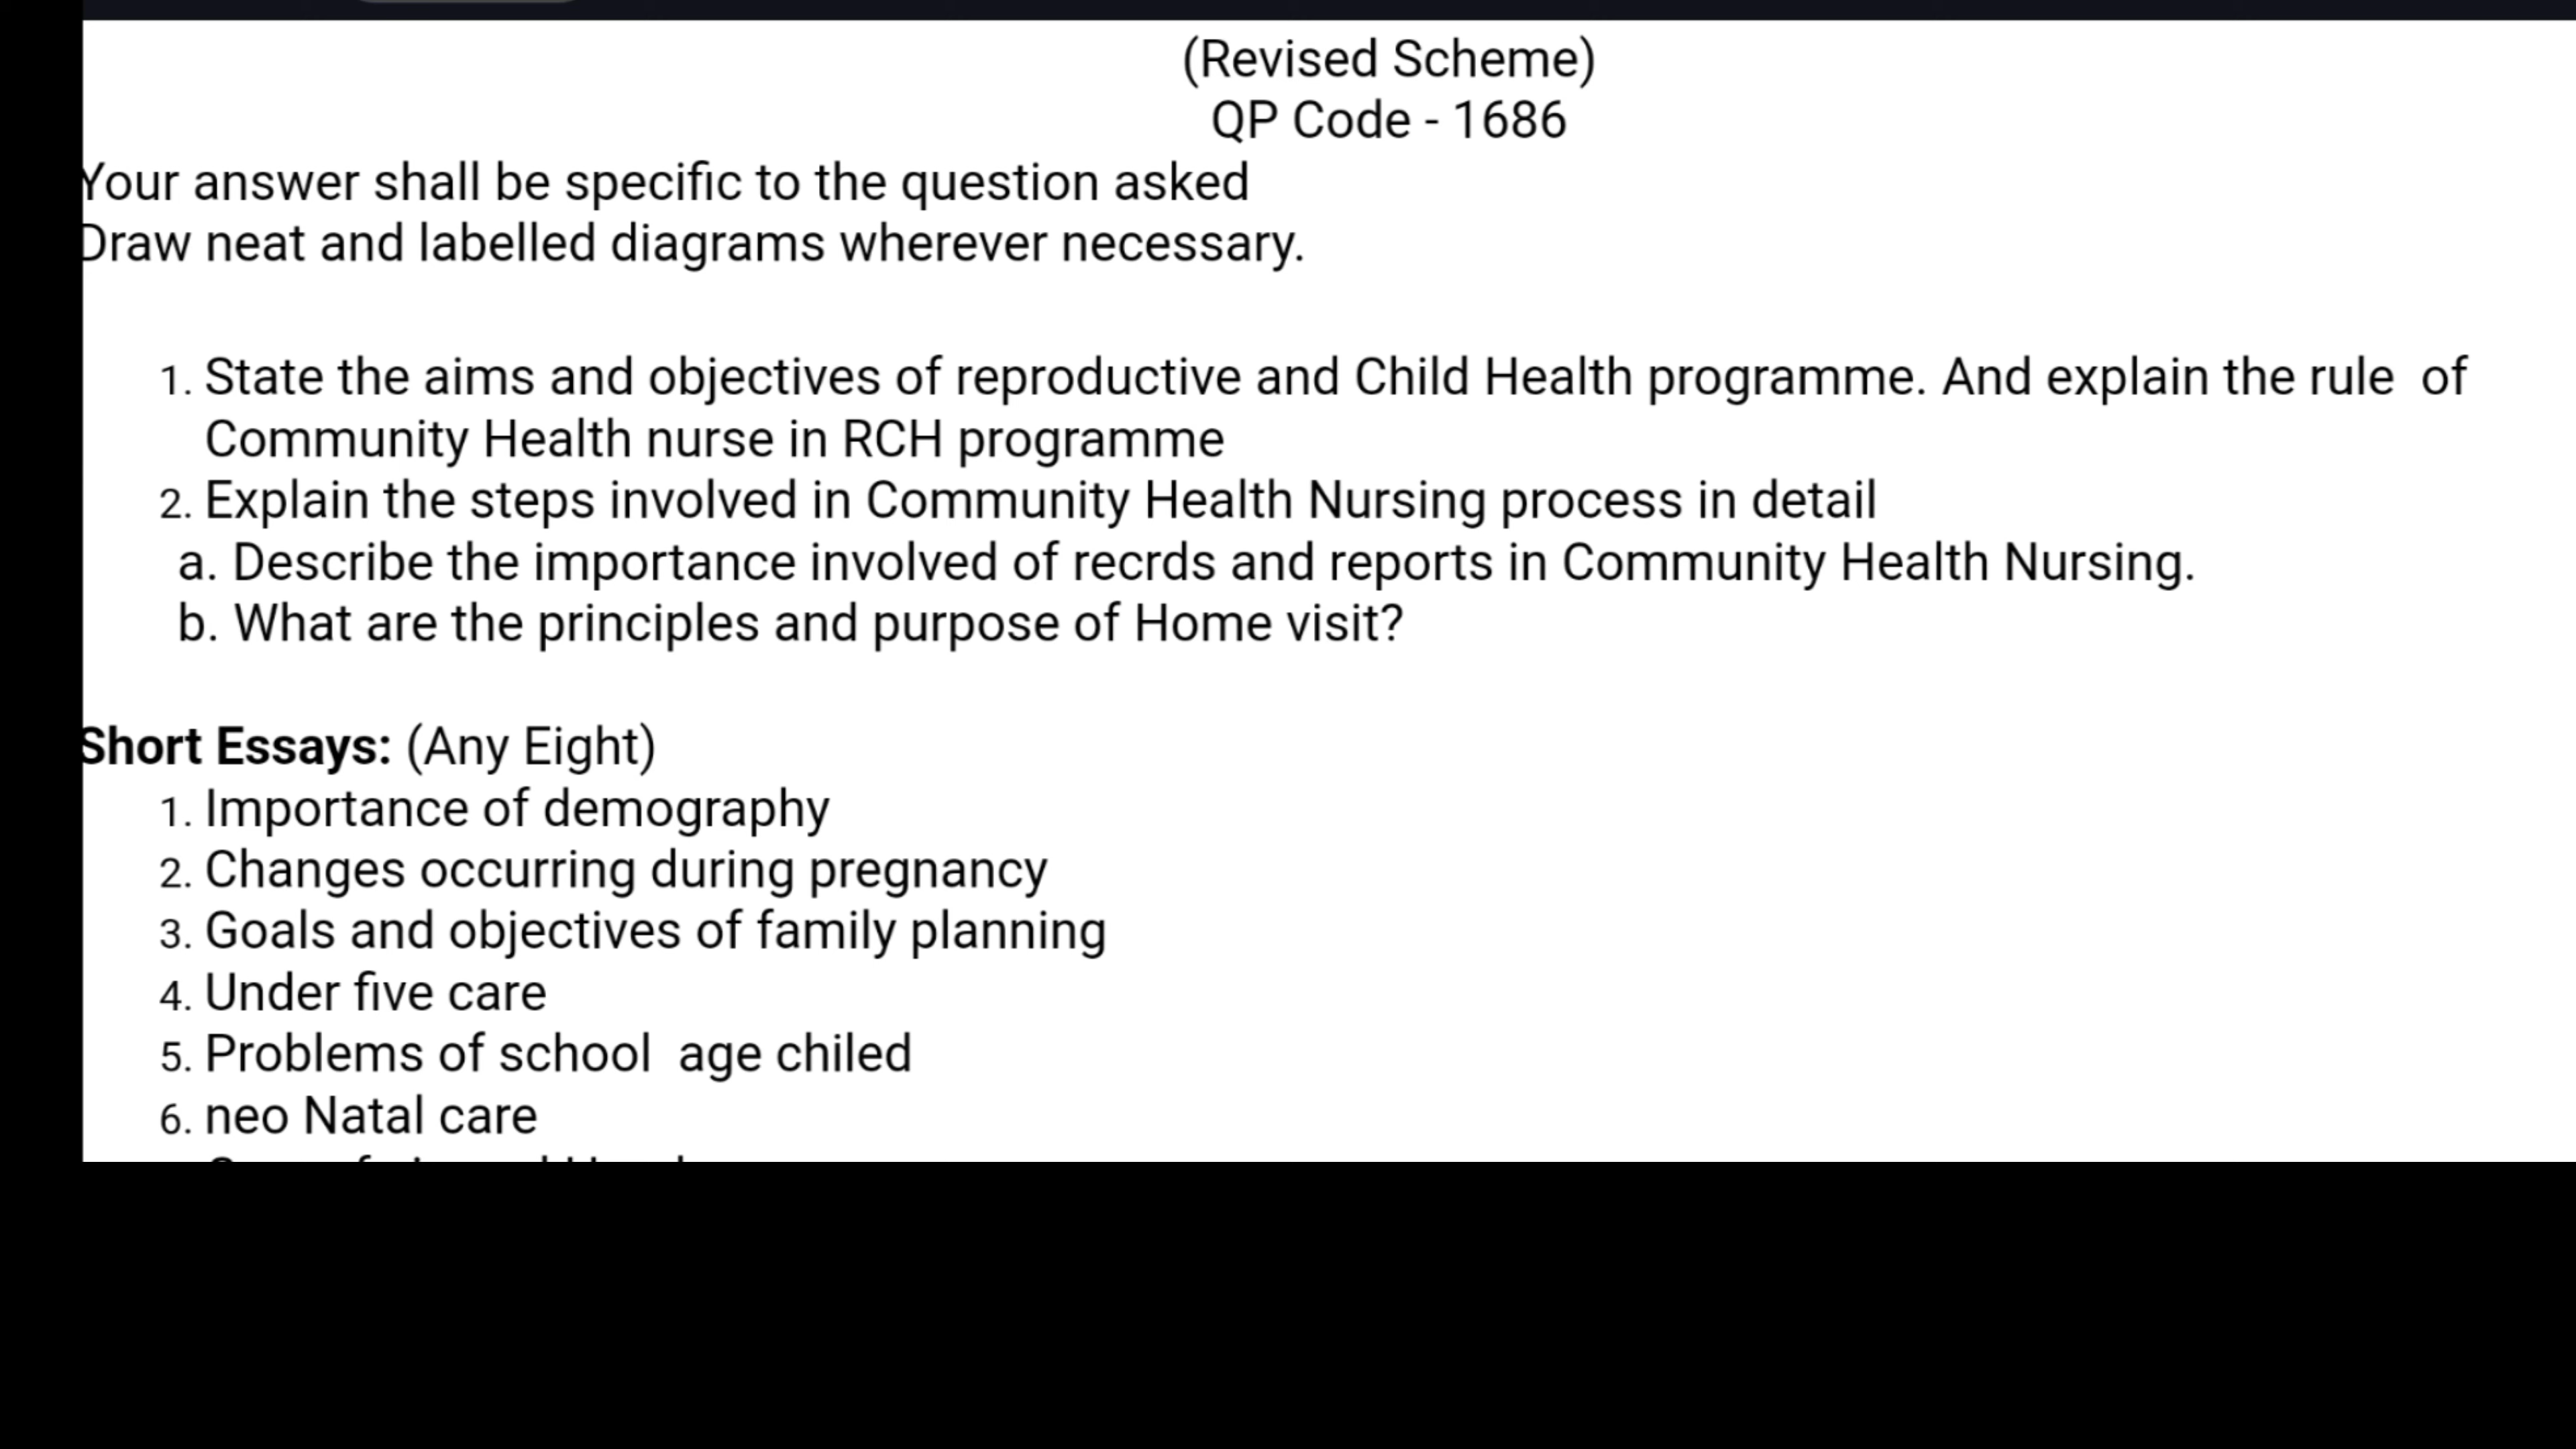 (Revised Scheme)
QP Code - 1686
Your answer shall be specific to the question asked
Draw neat and labelled diagrams wherever necessary.
1. State the aims and objectives of reproductive and Child Health programme. And explain the rule of
Community Health nurse in RCH programme
2. Explain the steps involved in Community Health Nursing process in detail
a. Describe the importance involved of recrds and reports in Community Health Nursing.
b. What are the principles and purpose of Home visit?
Short Essays: (Any Eight)
1. Importance of demography
2. Changes occurring during pregnancy
3. Goals and objectives of family planning
4. Under five care
5. Problems of school age chiled
6. neo Natal care